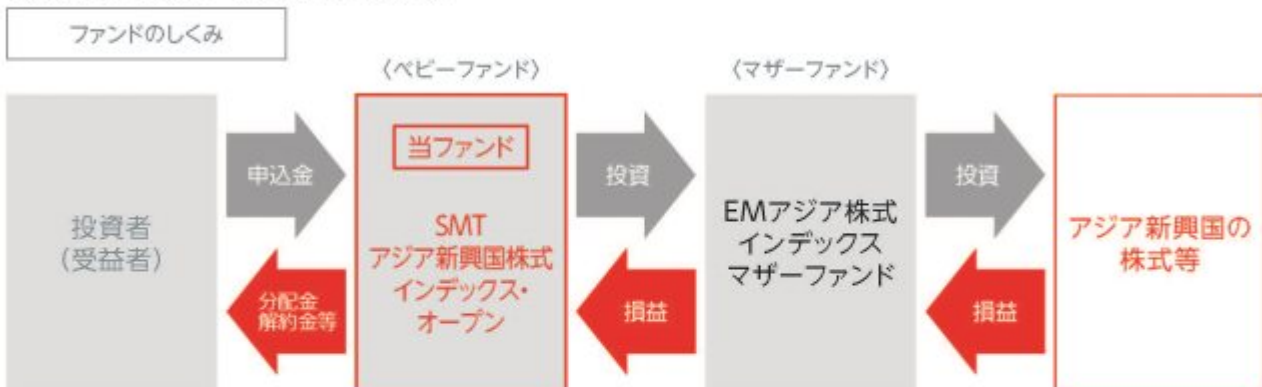 ファンドのしくみ
〈ベビーファンド〉
〈マザーファンド〉
投資者
（受益者）
申込金
分配金
解約金等
当ファンド
SMT
アジア新興国株式
インデックス・
オープン
投資
損益
EMアジア株式
インデックス
マザーファンド
投資
損益
アジア新興国の
株式等